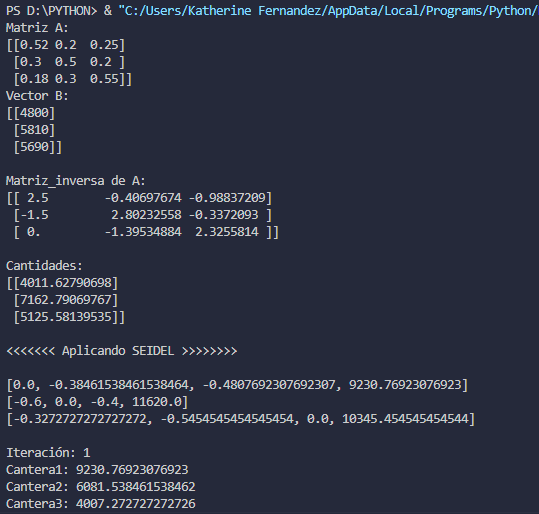 PS D:\PYTHON> & "C:/Users/Katherine Fernandez/AppData/Local/Programs/Python/
Matriz A:
[[0.52 0.2  0.25]
 [0.3  0.5  0.2 ]
 [0.18 0.3  0.55]]
Vector B:
[[4800]
 [5810]
 [5690]]
Matriz_inversa de A:
[[ 2.5        -0.40697674 -0.98837209]
 [-1.5         2.80232558 -0.3372093 ]
 [ 0.         -1.39534884  2.3255814 ]]
Cantidades:
[[4011.62790698]
 [7162.79069767]
 [5125.58139535]]
<<<<<<< Aplicando SEIDEL >>>>>>>>
[0.0, -0.38461538461538464, -0.4807692307692307, 9230.76923076923]
[-0.6, 0.0, -0.4, 11620.0]
[-0.3272727272727272, -0.5454545454545454, 0.0, 10345.454545454544]
Iteración: 1
Cantera1: 9230.76923076923
Cantera2: 6081.538461538462
Cantera3: 4007.272727272726